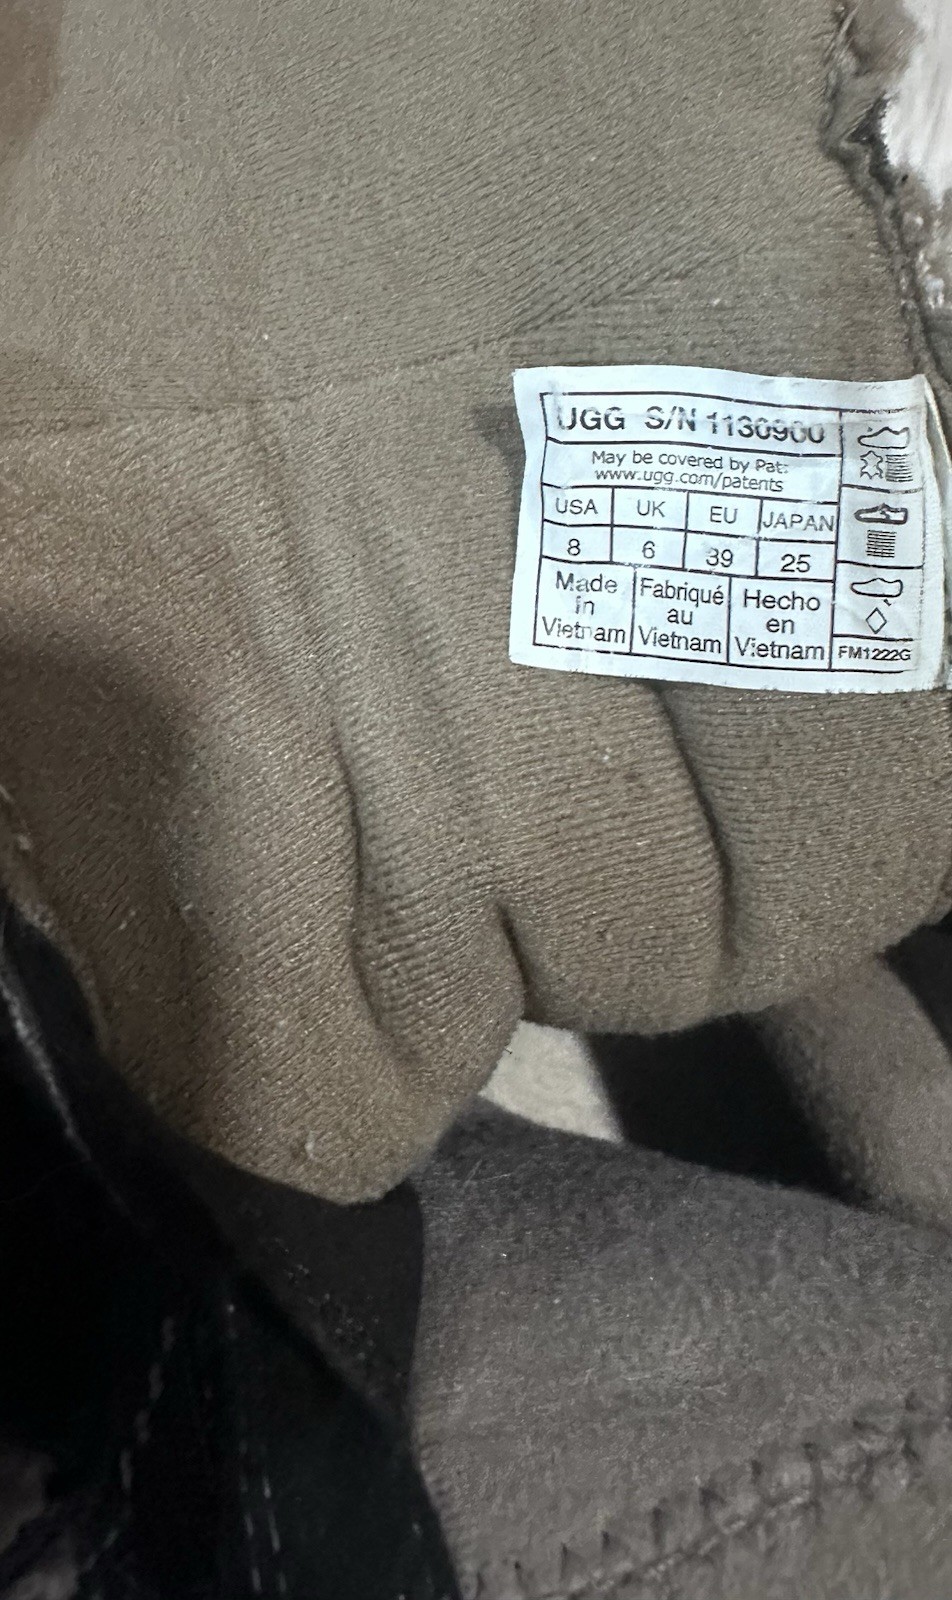 UGG S/N 1130900
May be covered by Pat:
www.ugg.com/patents
USA UK EU JAPAN
8 6 39 25
Made in Vietnam
Fabriqué au Vietnam
Hecho en Vietnam
FM1222G